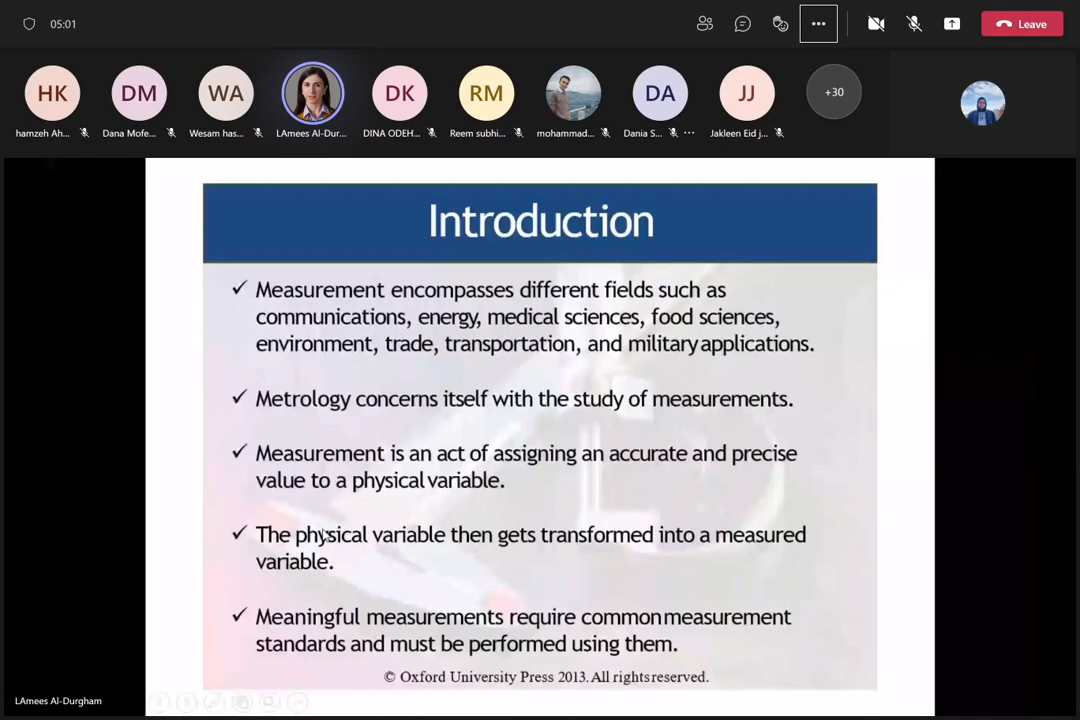 05:01
Leave
HK
DM
WA
DK
RM
DA
JJ
+30
hamzeh Ah...
Dana Mofe...
Wesam has...
LAmees Al-Dur...
DINA ODEH...
Reem subhi...
mohammad...
Dania S...
Jakleen Eid j...
Introduction
✓ Measurement encompasses different fields such as
communications, energy, medical sciences, food sciences,
environment, trade, transportation, and military applications.
✓ Metrology concerns itself with the study of measurements.
✓ Measurement is an act of assigning an accurate and precise
value to a physical variable.
✓ The physical variable then gets transformed into a measured
variable.
✓ Meaningful measurements require common measurement
standards and must be performed using them.
© Oxford University Press 2013. All rights reserved.
LAmees Al-Durgham